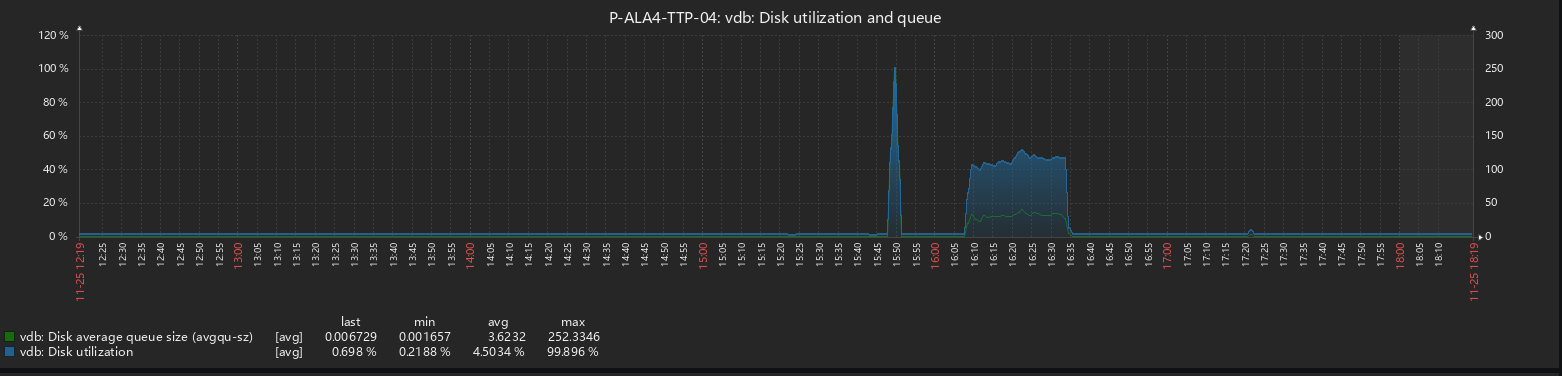 P-ALA4-TTP-04: vdb: Disk utilization and queue
120 % 300
100 % 250
80 % 200
60 % 150
40 % 100
20 % 50
0 % 0
11-25 12:19 12:25 12:30 12:35 12:40 12:45 12:50 12:55 13:00 13:05 13:10 13:15 13:20 13:25 13:30 13:35 13:40 13:45 13:50 13:55 14:00 14:05 14:10 14:15 14:20 14:25 14:30 14:35 14:40 14:45 14:50 14:55 15:00 15:05 15:10 15:15 15:20 15:25 15:30 15:35 15:40 15:45 15:50 15:55 16:00 16:05 16:10 16:15 16:20 16:25 16:30 16:35 16:40 16:45 16:50 16:55 17:00 17:05 17:10 17:15 17:20 17:25 17:30 17:35 17:40 17:45 17:50 17:55 18:00 18:05 18:10 11-25 18:19
last min avg max
vdb: Disk average queue size (avgqu-sz) [avg] 0.006729 0.001657 3.6232 252.3346
vdb: Disk utilization [avg] 0.698 % 0.2188 % 4.5034 % 99.896 %